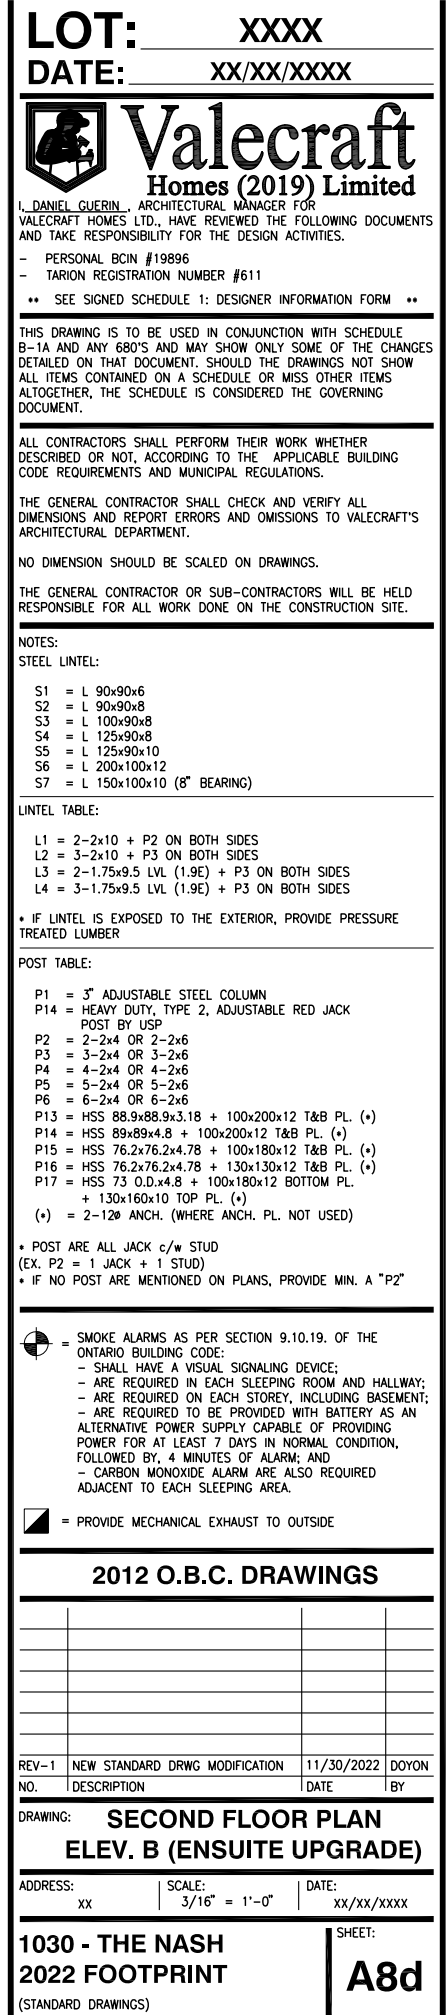 LOT: XXXX
DATE: XX/XX/XXXX
Valecraft
Homes (2019) Limited
I, DANIEL GUERIN , ARCHITECTURAL MANAGER FOR
VALECRAFT HOMES LTD., HAVE REVIEWED THE FOLLOWING DOCUMENTS
AND TAKE RESPONSIBILITY FOR THE DESIGN ACTIVITIES.
- PERSONAL BCIN #19896
- TARION REGISTRATION NUMBER #611
** SEE SIGNED SCHEDULE 1: DESIGNER INFORMATION FORM **
THIS DRAWING IS TO BE USED IN CONJUNCTION WITH SCHEDULE
B-1A AND ANY 680'S AND MAY SHOW ONLY SOME OF THE CHANGES
DETAILED ON THAT DOCUMENT. SHOULD THE DRAWINGS NOT SHOW
ALL ITEMS CONTAINED ON A SCHEDULE OR MISS OTHER ITEMS
ALTOGETHER, THE SCHEDULE IS CONSIDERED THE GOVERNING
DOCUMENT.
ALL CONTRACTORS SHALL PERFORM THEIR WORK WHETHER
DESCRIBED OR NOT, ACCORDING TO THE APPLICABLE BUILDING
CODE REQUIREMENTS AND MUNICIPAL REGULATIONS.
THE GENERAL CONTRACTOR SHALL CHECK AND VERIFY ALL
DIMENSIONS AND REPORT ERRORS AND OMISSIONS TO VALECRAFT'S
ARCHITECTURAL DEPARTMENT.
NO DIMENSION SHOULD BE SCALED ON DRAWINGS.
THE GENERAL CONTRACTOR OR SUB-CONTRACTORS WILL BE HELD
RESPONSIBLE FOR ALL WORK DONE ON THE CONSTRUCTION SITE.
NOTES:
STEEL LINTEL:
S1 = L 90x90x6
S2 = L 90x90x8
S3 = L 100x90x8
S4 = L 125x90x8
S5 = L 125x90x10
S6 = L 200x100x12
S7 = L 150x100x10 (8" BEARING)
LINTEL TABLE:
L1 = 2-2x10 + P2 ON BOTH SIDES
L2 = 3-2x10 + P3 ON BOTH SIDES
L3 = 2-1.75x9.5 LVL (1.9E) + P3 ON BOTH SIDES
L4 = 3-1.75x9.5 LVL (1.9E) + P3 ON BOTH SIDES
* IF LINTEL IS EXPOSED TO THE EXTERIOR, PROVIDE PRESSURE
TREATED LUMBER
POST TABLE:
P1 = 3" ADJUSTABLE STEEL COLUMN
P14 = HEAVY DUTY, TYPE 2, ADJUSTABLE RED JACK
POST BY USP
P2 = 2-2x4 OR 2-2x6
P3 = 3-2x4 OR 3-2x6
P4 = 4-2x4 OR 4-2x6
P5 = 5-2x4 OR 5-2x6
P6 = 6-2x4 OR 6-2x6
P13 = HSS 88.9x88.9x3.18 + 100x200x12 T&B PL. (*)
P14 = HSS 89x89x4.8 + 100x200x12 T&B PL. (*)
P15 = HSS 76.2x76.2x4.78 + 100x180x12 T&B PL. (*)
P16 = HSS 76.2x76.2x4.78 + 130x130x12 T&B PL. (*)
P17 = HSS 73 O.D.x4.8 + 100x180x12 BOTTOM PL.
+ 130x160x10 TOP PL. (*)
(*) = 2-12ø ANCH. (WHERE ANCH. PL. NOT USED)
* POST ARE ALL JACK c/w STUD
(EX. P2 = 1 JACK + 1 STUD)
* IF NO POST ARE MENTIONED ON PLANS, PROVIDE MIN. A "P2"
= SMOKE ALARMS AS PER SECTION 9.10.19. OF THE
ONTARIO BUILDING CODE:
- SHALL HAVE A VISUAL SIGNALING DEVICE;
- ARE REQUIRED IN EACH SLEEPING ROOM AND HALLWAY;
- ARE REQUIRED ON EACH STOREY, INCLUDING BASEMENT;
- ARE REQUIRED TO BE PROVIDED WITH BATTERY AS AN
ALTERNATIVE POWER SUPPLY CAPABLE OF PROVIDING
POWER FOR AT LEAST 7 DAYS IN NORMAL CONDITION,
FOLLOWED BY, 4 MINUTES OF ALARM; AND
- CARBON MONOXIDE ALARM ARE ALSO REQUIRED
ADJACENT TO EACH SLEEPING AREA.
= PROVIDE MECHANICAL EXHAUST TO OUTSIDE
2012 O.B.C. DRAWINGS
REV-1 NEW STANDARD DRWG MODIFICATION 11/30/2022 DOYON
NO. DESCRIPTION DATE BY
DRAWING: SECOND FLOOR PLAN
ELEV. B (ENSUITE UPGRADE)
ADDRESS: SCALE: DATE:
xx 3/16" = 1'-0" xx/xx/xxxx
1030 - THE NASH
2022 FOOTPRINT
(STANDARD DRAWINGS)
SHEET:
A8d